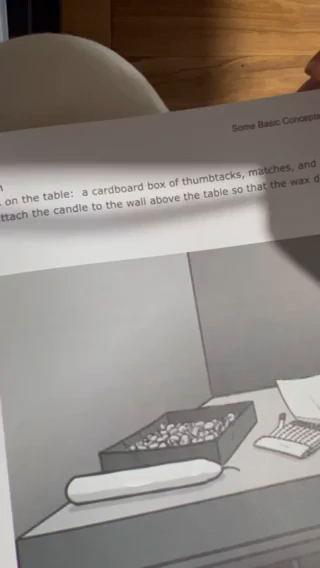 Some Basic Concepts
on the table: a cardboard box of thumbtacks, matches, and
ttach the candle to the wall above the table so that the wax d